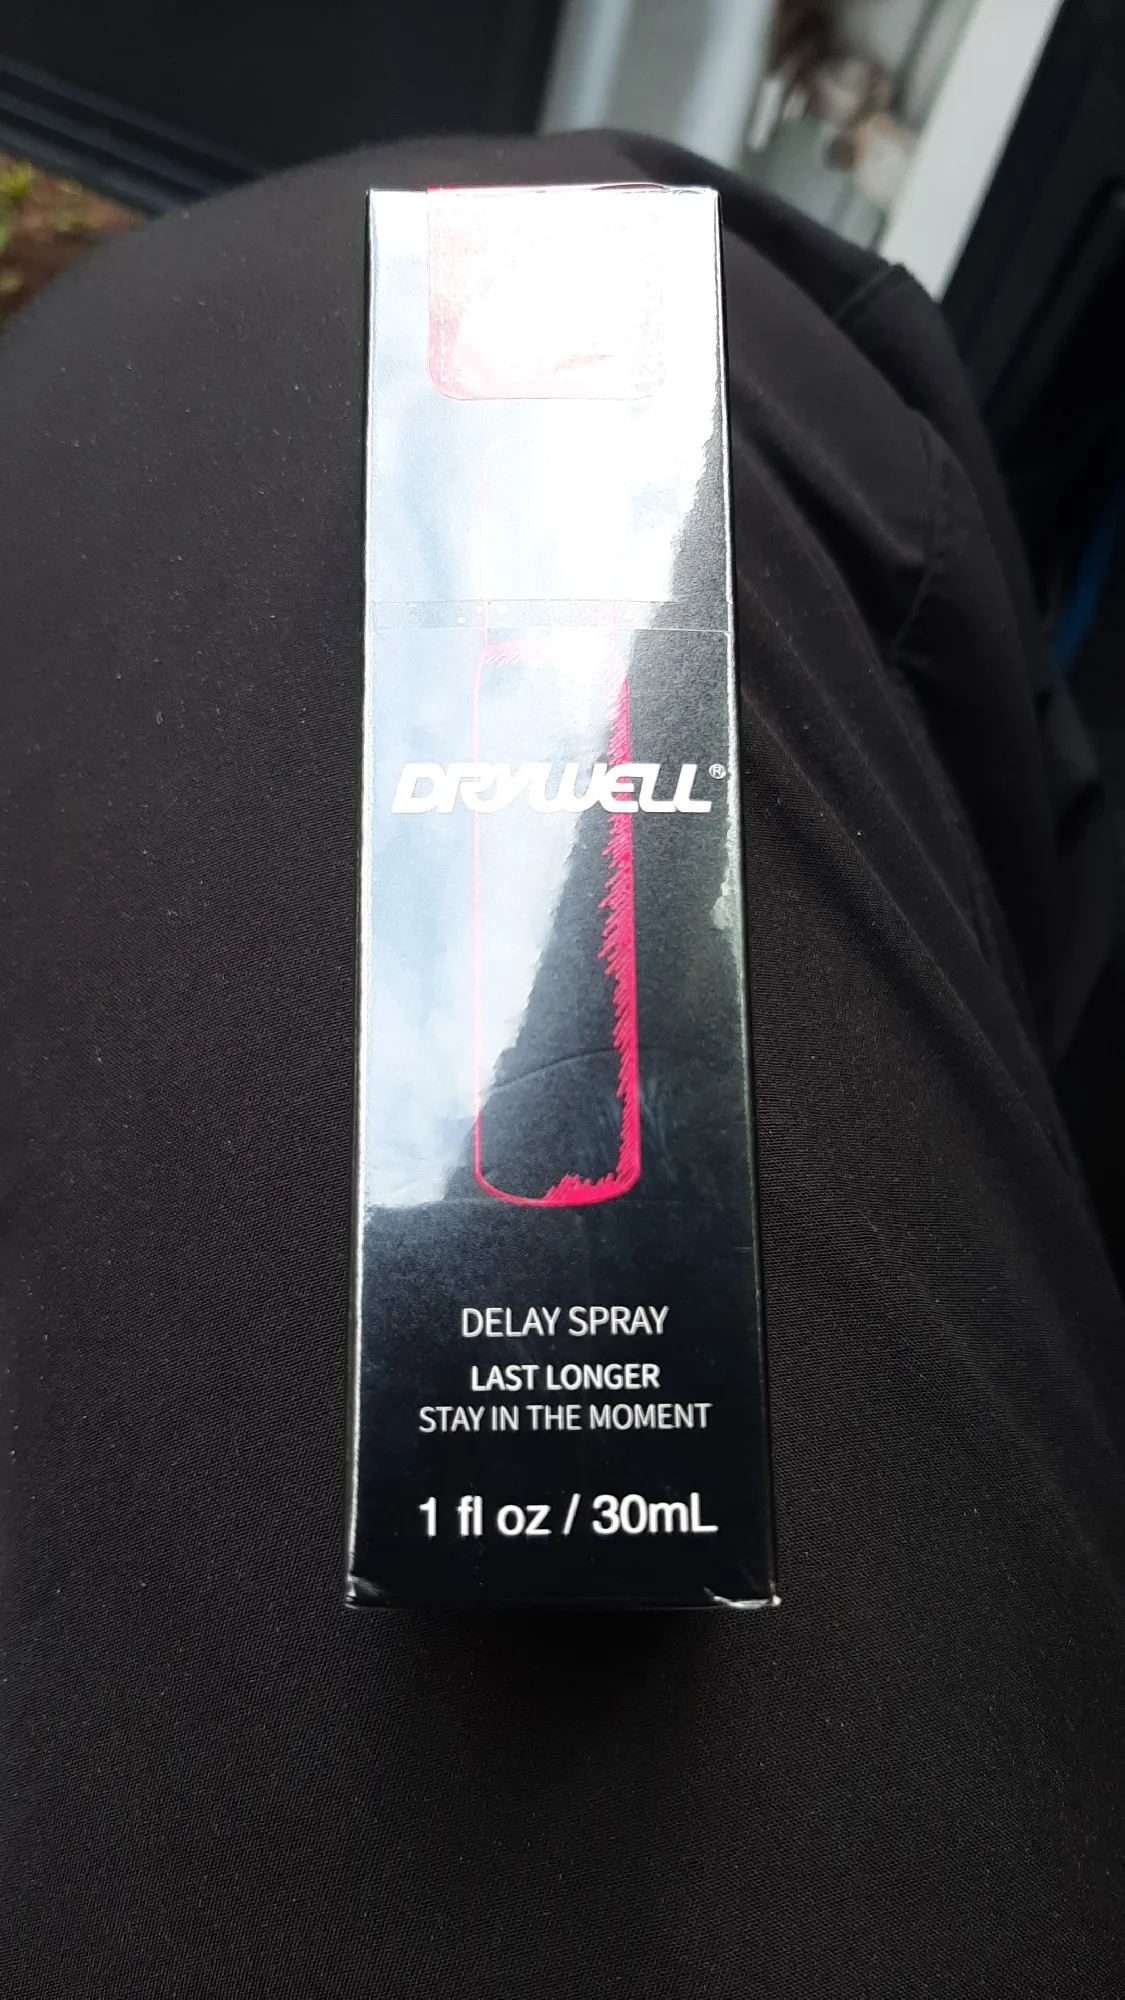 DRYWELL®
DELAY SPRAY
LAST LONGER
STAY IN THE MOMENT
1 fl oz / 30mL